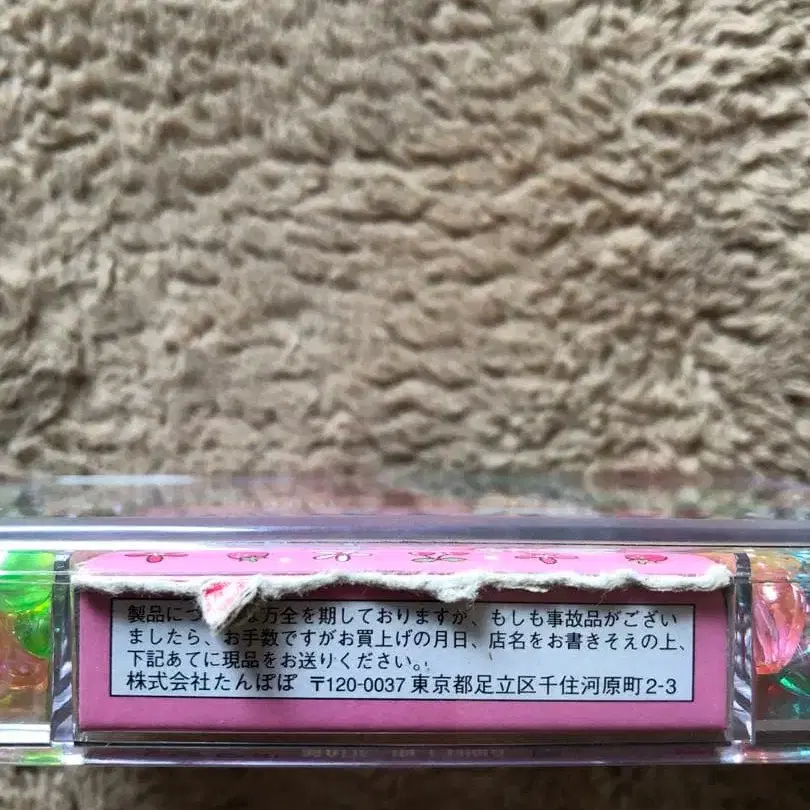 製品に 万全を期しておりますが、もしも事故品がござい
ましたら、お手数ですがお買上げの月日、店名をお書きそえの上、
下記あてに現品をお送りください。
株式会社たんぽぽ 〒120-0037 東京都足立区千住河原町2-3